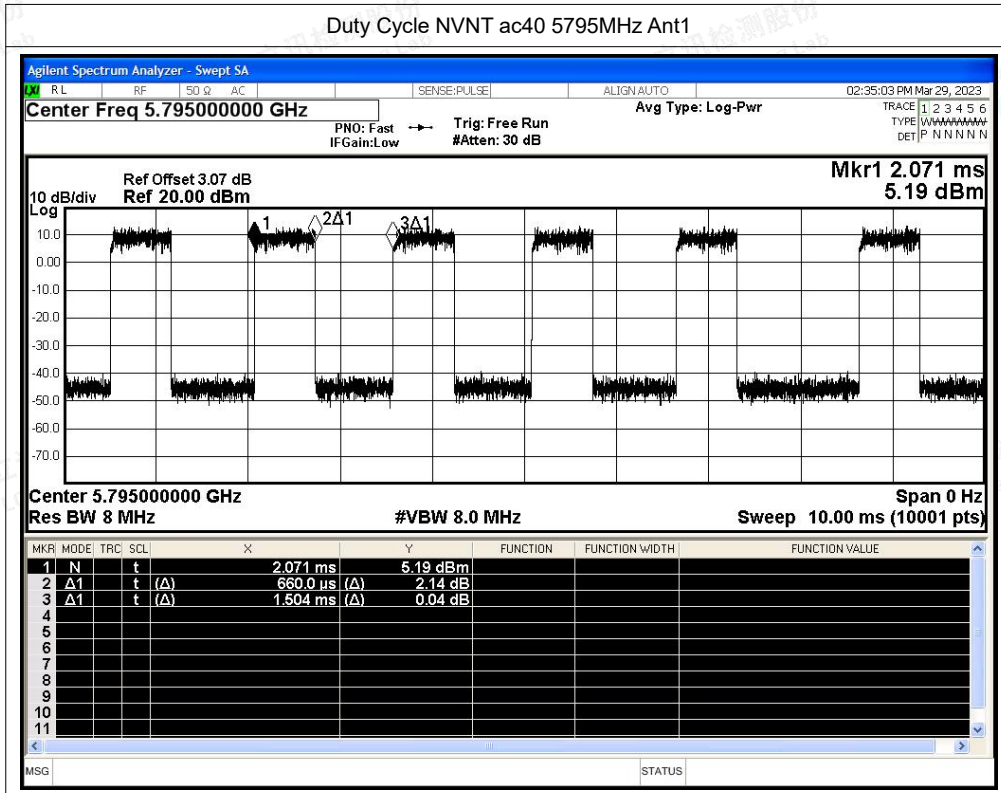 Duty Cycle NVNT ac40 5795MHz Ant1
Agilent Spectrum Analyzer - Swept SA
LXI RL RF 50 Ω AC SENSE:PULSE ALIGN AUTO 02:35:03 PM Mar 29, 2023
Center Freq 5.795000000 GHz Avg Type: Log-Pwr TRACE 1 2 3 4 5 6
PNO: Fast Trig: Free Run TYPE WWWWWW
IFGain:Low #Atten: 30 dB DET P N N N N N
Mkr1 2.071 ms
Ref Offset 3.07 dB
10 dB/div Ref 20.00 dBm 5.19 dBm
Log
1 2Δ1 3Δ1
10.0
0.00
-10.0
-20.0
-30.0
-40.0
-50.0
-60.0
-70.0
Center 5.795000000 GHz Span 0 Hz
Res BW 8 MHz #VBW 8.0 MHz Sweep 10.00 ms (10001 pts)
MKR MODE TRC SCL X Y FUNCTION FUNCTION WIDTH FUNCTION VALUE
1 N t 2.071 ms 5.19 dBm
2 Δ1 t (Δ) 660.0 µs (Δ) 2.14 dB
3 Δ1 t (Δ) 1.504 ms (Δ) 0.04 dB
4
5
6
7
8
9
10
11
MSG STATUS